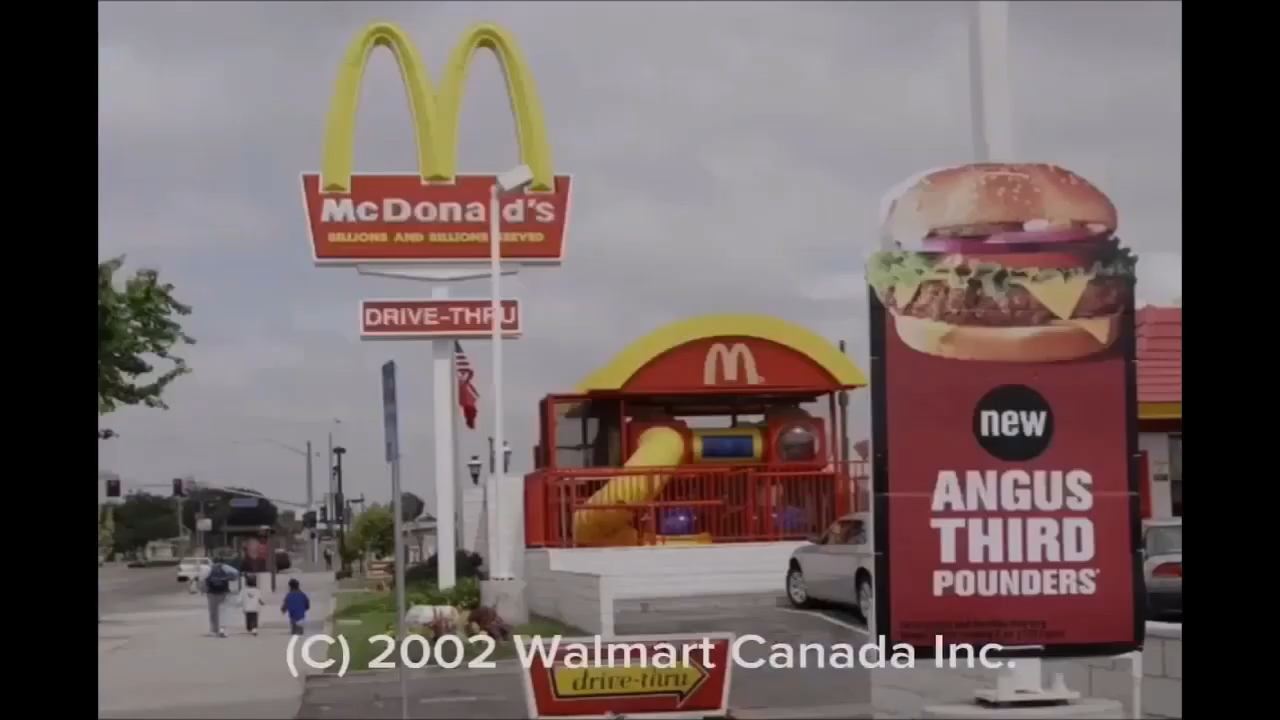 McDonald's
BILLIONS AND BILLIONS SERVED
DRIVE-THRU
new
ANGUS
THIRD
POUNDERS
(C) 2002 Walmart Canada Inc.
drive-thru